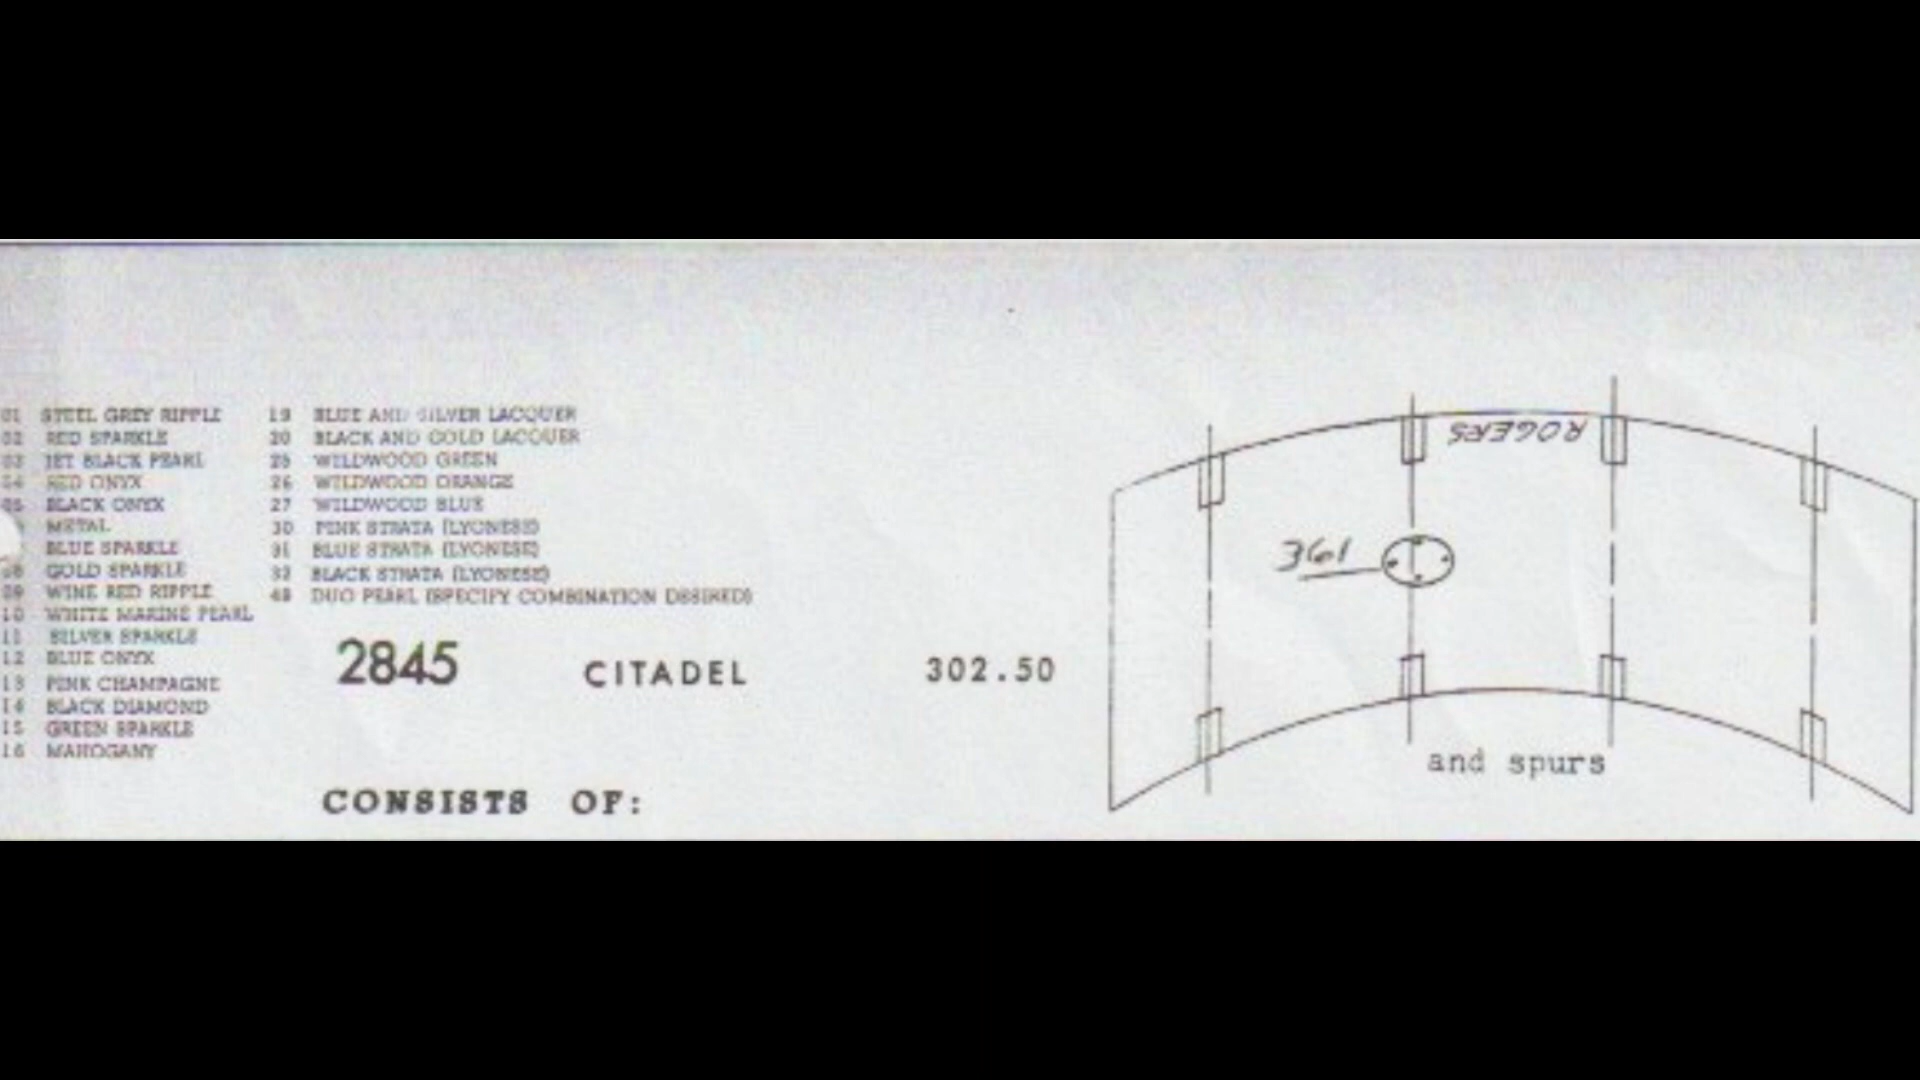 01 STEEL GREY RIPPLE
02 RED SPARKLE
03 JET BLACK PEARL
04 RED ONYX
05 BLACK ONYX
METAL
BLUE SPARKLE
08 GOLD SPARKLE
09 WINE RED RIPPLE
10 WHITE MARINE PEARL
11 SILVER SPARKLE
12 BLUE ONYX
13 PINK CHAMPAGNE
14 BLACK DIAMOND
15 GREEN SPARKLE
16 MAHOGANY
19 BLUE AND SILVER LACQUER
20 BLACK AND GOLD LACQUER
25 WILDWOOD GREEN
26 WILDWOOD ORANGE
27 WILDWOOD BLUE
30 PINK STRATA (LYONESE)
31 BLUE STRATA (LYONESE)
32 BLACK STRATA (LYONESE)
48 DUO PEARL (SPECIFY COMBINATION DESIRED)
2845 CITADEL 302.50
CONSISTS OF:
ROGERS
361
and spurs